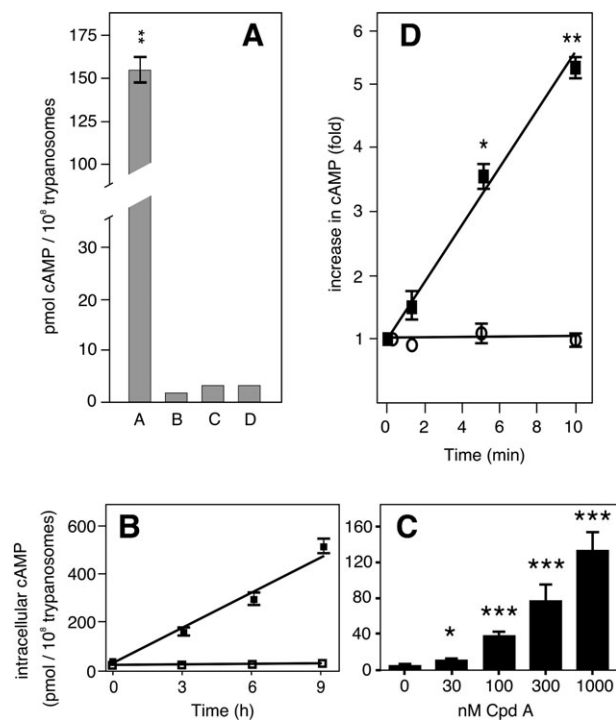 A
175
150
125
100
30
20
10
0
pmol cAMP / 10⁸ trypanosomes
**
A B C D
D
6
5
4
3
2
1
increase in cAMP (fold)
*
**
0 2 4 6 8 10
Time (min)
B
600
400
200
0
intracellular cAMP
(pmol / 10⁸ trypanosomes)
0 3 6 9
Time (h)
C
160
120
80
40
0
*
***
***
***
0 30 100 300 1000
nM Cpd A